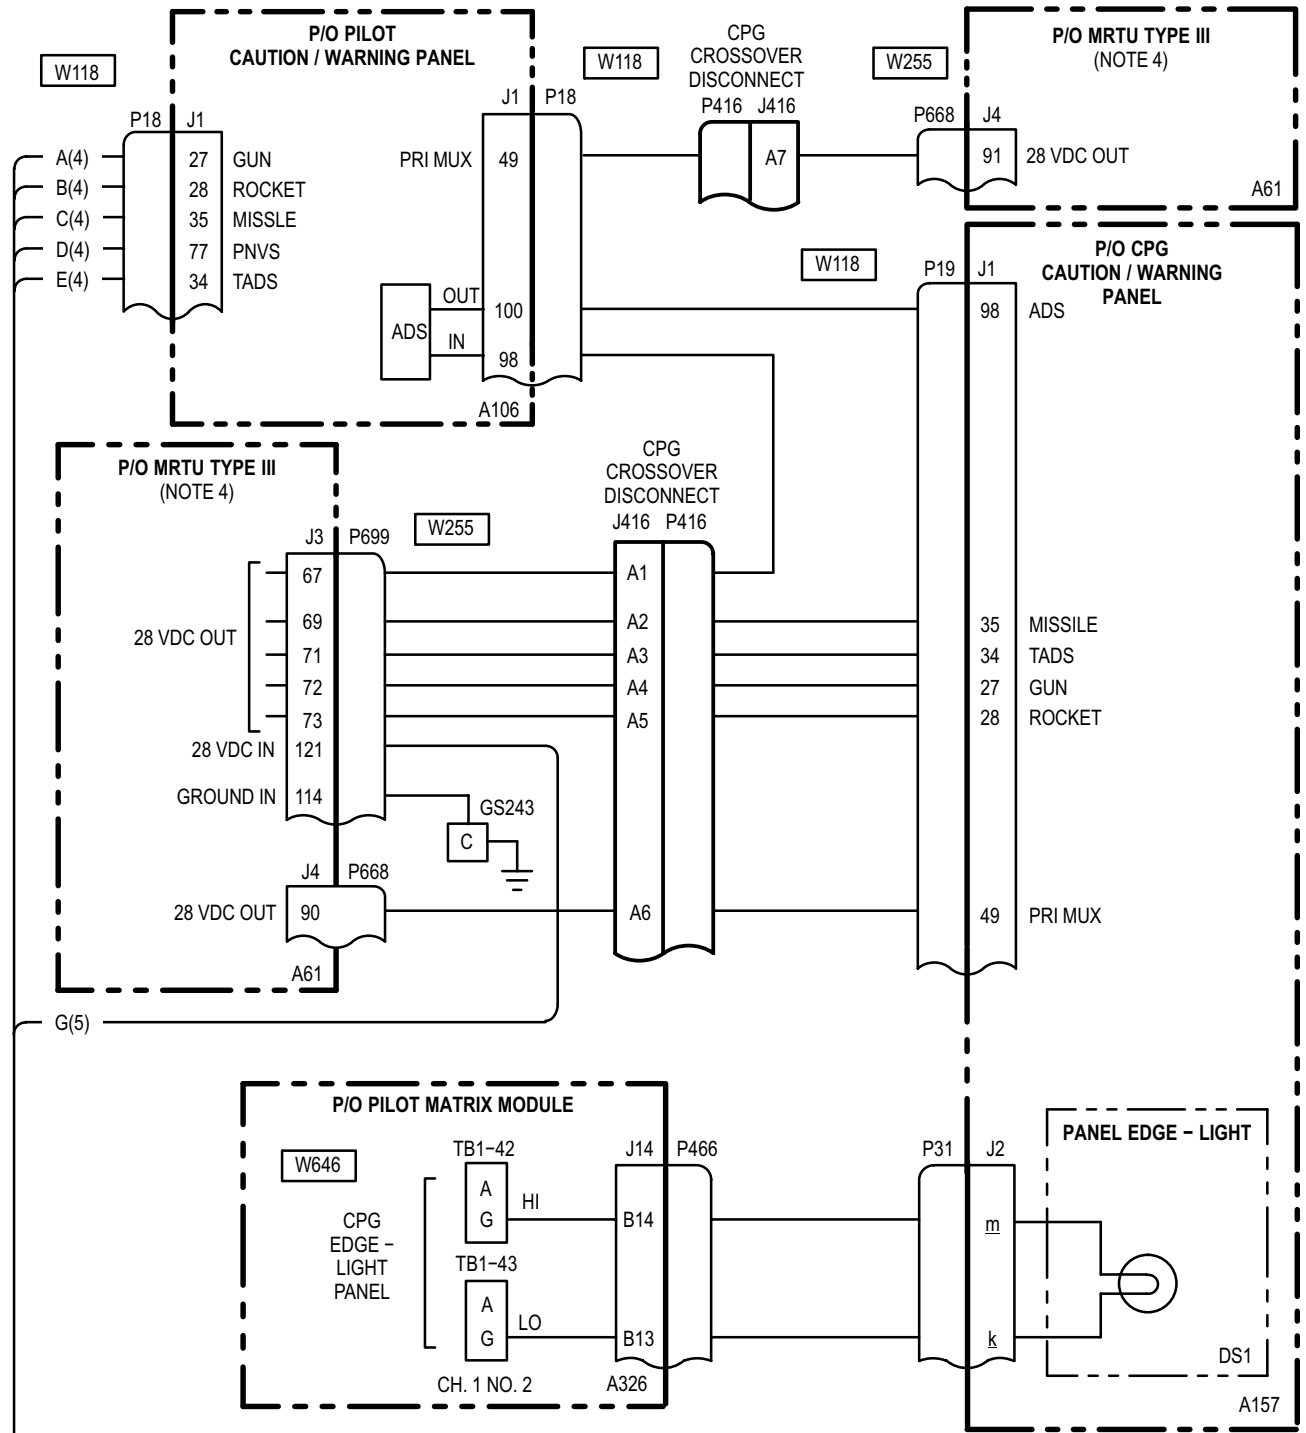 P/O PILOT
CAUTION / WARNING PANEL
W118
P18 J1
A(4) 27 GUN
B(4) 28 ROCKET
C(4) 35 MISSLE
D(4) 77 PNVS
E(4) 34 TADS
J1 P18
PRI MUX 49
ADS OUT 100
IN 98
A106
W118
CPG
CROSSOVER
DISCONNECT
P416 J416
A7
W255
P/O MRTU TYPE III
(NOTE 4)
P668 J4
91 28 VDC OUT
A61
W118
P/O CPG
CAUTION / WARNING
PANEL
P19 J1
98 ADS
35 MISSILE
34 TADS
27 GUN
28 ROCKET
49 PRI MUX
P/O MRTU TYPE III
(NOTE 4)
J3 P699
W255
28 VDC OUT
67
69
71
72
73
28 VDC IN 121
GROUND IN 114
GS243
C
J4 P668
28 VDC OUT 90
A61
CPG
CROSSOVER
DISCONNECT
J416 P416
A1
A2
A3
A4
A5
A6
G(5)
P/O PILOT MATRIX MODULE
W646
CPG
EDGE −
LIGHT
PANEL
TB1−42
A
G HI
TB1−43
A
G LO
CH. 1 NO. 2
J14 P466
B14
B13
A326
P31 J2
m
k
PANEL EDGE − LIGHT
DS1
A157